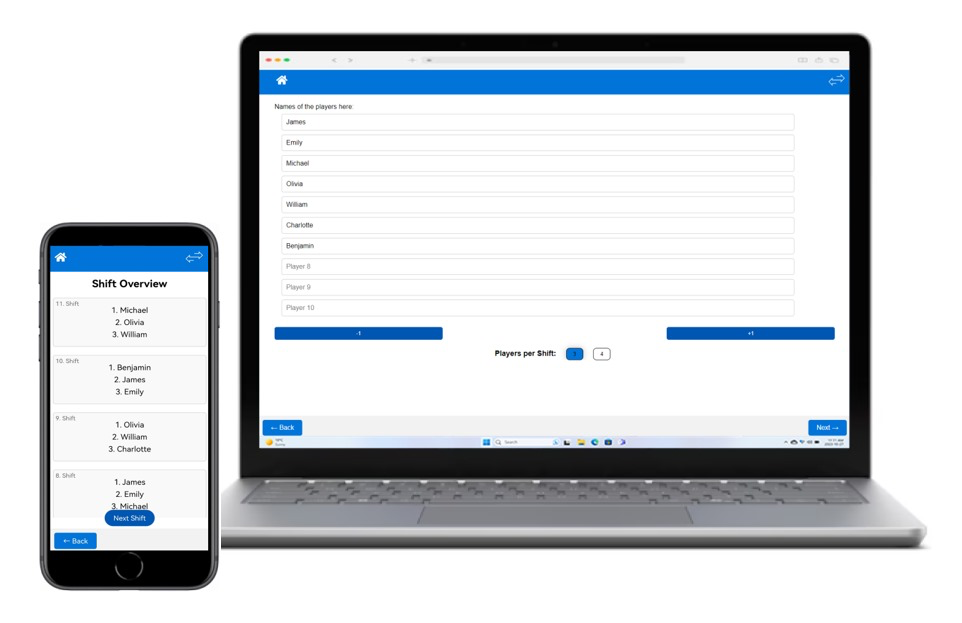 Names of the players here:
James
Emily
Michael
Olivia
William
Charlotte
Benjamin
Player 8
Player 9
Player 10
-1
+1
Players per Shift: 3 4
← Back
Next →
Search
Shift Overview
11. Shift
1. Michael
2. Olivia
3. William
10. Shift
1. Benjamin
2. James
3. Emily
9. Shift
1. Olivia
2. William
3. Charlotte
8. Shift
1. James
2. Emily
3. Michael
Next Shift
← Back